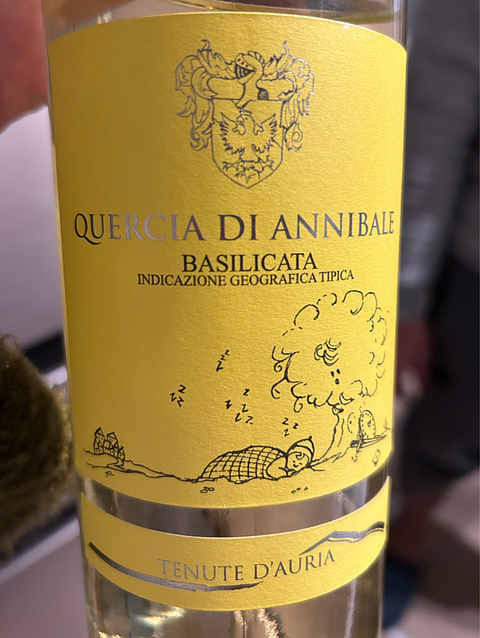 QUERCIA DI ANNIBALE
BASILICATA
INDICAZIONE GEOGRAFICA TIPICA
z
z
z
z z
z
z z
z
z z
z
TENUTE D'AURIA